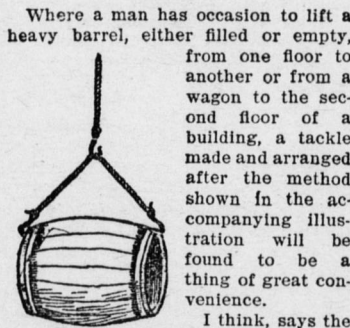 Where a man has occasion to lift a
heavy barrel, either filled or empty,
from one floor to
another or from a
wagon to the sec-
ond floor of a
building, a tackle
made and arranged
after the method
shown in the ac-
companying illus-
tration will be
found to be a
thing of great con-
venience.
I think, says the